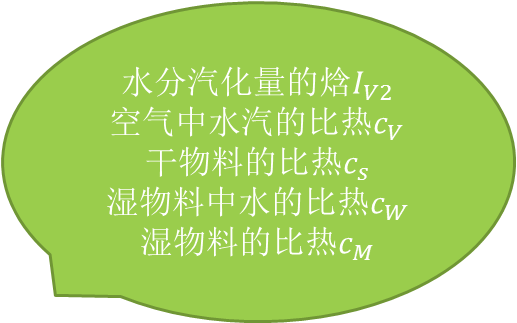 水分汽化量的焓I_{V2}
空气中水汽的比热c_V
干物料的比热c_s
湿物料中水的比热c_W
湿物料的比热c_M